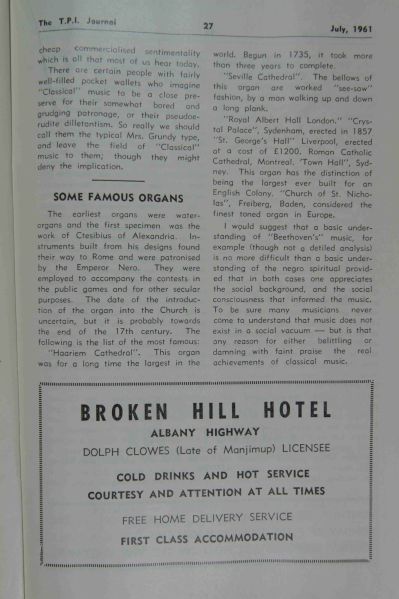 The T.P.I. Journal
27
July, 1961
cheap commercialised sentimentality
which is all that most of us hear today.
There are certain people with fairly
well-filled pocket wallets who imagine
"Classical" music to be a close pre-
serve for their somewhat bored and
grudging patronage, or their pseudoe-
rudite dilletontism. So really we should
call them the typical Mrs. Grundy type,
and leave the field of "Classical"
music to them; though they might
deny the implication.
SOME FAMOUS ORGANS
The earliest organs were water-
organs and the first specimen was the
work of Ctesibius of Alexandria. In-
struments built from his designs found
their way to Rome and were patronised
by the Emperor Nero. They were
employed to accompany the contests in
the public games and for other secular
purposes. The date of the introduc-
tion of the organ into the Church is
uncertain, but it is probably towards
the end of the 17th century. The
following is the list of the most famous:
"Haarlem Cathedral". This organ
was for a long time the largest in the
world. Begun in 1735, it took more
than three years to complete.
"Seville Cathedral". The bellows of
this organ are worked "see-saw"
fashion, by a man walking up and down
a long plank.
"Royal Albert Hall London." "Crys-
tal Palace", Sydenham, erected in 1857
"St. George's Hall" Liverpool, erected
at a cost of £1200. Roman Catholic
Cathedral, Montreal. 'Town Hall", Syd-
ney. This organ has the distinction of
being the largest ever built for an
English Colony. "Church of St. Nicho-
las", Freiberg, Baden, considered the
finest toned organ in Europe.
I would suggest that a basic under-
standing of "Beethoven's" music, for
example (though not a detiled analysis)
is no more difficult than a basic under-
standing of the negro spiritual provid-
ed that in both cases one appreciates
the social background, and the social
consciousness that informed the music.
To be sure many musicians never
come to understand that music does not
exist in a social vacuum — but is that
any reason for either belittling or
damning with faint praise the real
achievements of classical music.
BROKEN HILL HOTEL
ALBANY HIGHWAY
DOLPH CLOWES (Late of Manjimup) LICENSEE
COLD DRINKS AND HOT SERVICE
COURTESY AND ATTENTION AT ALL TIMES
FREE HOME DELIVERY SERVICE
FIRST CLASS ACCOMMODATION